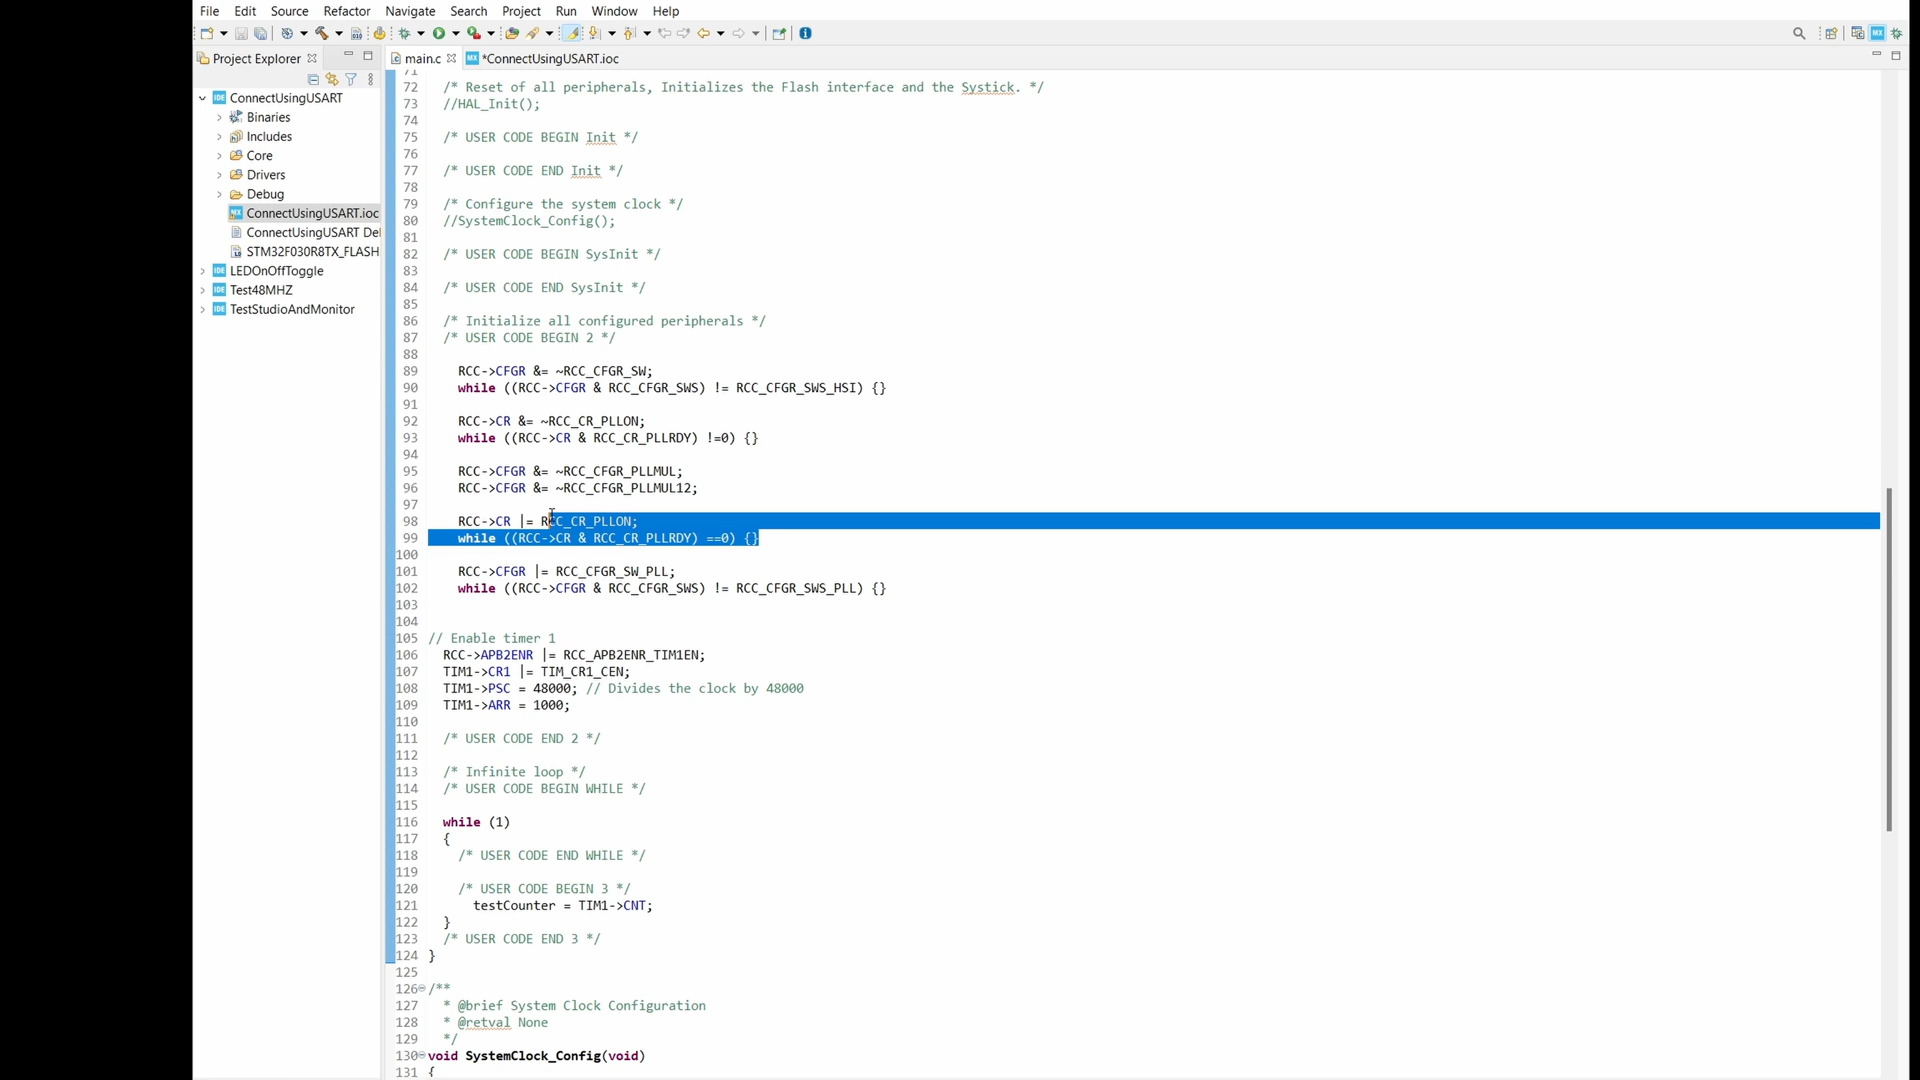 File Edit Source Refactor Navigate Search Project Run Window Help
Project Explorer
main.c
*ConnectUsingUSART.ioc
ConnectUsingUSART
Binaries
Includes
Core
Drivers
Debug
ConnectUsingUSART.ioc
ConnectUsingUSART De
STM32F030R8TX_FLASH
LEDOnOffToggle
Test48MHZ
TestStudioAndMonitor
71
72 /* Reset of all peripherals, Initializes the Flash interface and the Systick. */
73 //HAL_Init();
74
75 /* USER CODE BEGIN Init */
76
77 /* USER CODE END Init */
78
79 /* Configure the system clock */
80 //SystemClock_Config();
81
82 /* USER CODE BEGIN SysInit */
83
84 /* USER CODE END SysInit */
85
86 /* Initialize all configured peripherals */
87 /* USER CODE BEGIN 2 */
88
89 RCC->CFGR &= ~RCC_CFGR_SW;
90 while ((RCC->CFGR & RCC_CFGR_SWS) != RCC_CFGR_SWS_HSI) {}
91
92 RCC->CR &= ~RCC_CR_PLLON;
93 while ((RCC->CR & RCC_CR_PLLRDY) !=0) {}
94
95 RCC->CFGR &= ~RCC_CFGR_PLLMUL;
96 RCC->CFGR &= ~RCC_CFGR_PLLMUL12;
97
98 RCC->CR |= RCC_CR_PLLON;
99 while ((RCC->CR & RCC_CR_PLLRDY) ==0) {}
100
101 RCC->CFGR |= RCC_CFGR_SW_PLL;
102 while ((RCC->CFGR & RCC_CFGR_SWS) != RCC_CFGR_SWS_PLL) {}
103
104
105 // Enable timer 1
106 RCC->APB2ENR |= RCC_APB2ENR_TIM1EN;
107 TIM1->CR1 |= TIM_CR1_CEN;
108 TIM1->PSC = 48000; // Divides the clock by 48000
109 TIM1->ARR = 1000;
110
111 /* USER CODE END 2 */
112
113 /* Infinite loop */
114 /* USER CODE BEGIN WHILE */
115
116 while (1)
117 {
118 /* USER CODE END WHILE */
119
120 /* USER CODE BEGIN 3 */
121 testCounter = TIM1->CNT;
122 }
123 /* USER CODE END 3 */
124 }
125
126 /**
127 * @brief System Clock Configuration
128 * @retval None
129 */
130 void SystemClock_Config(void)
131 {